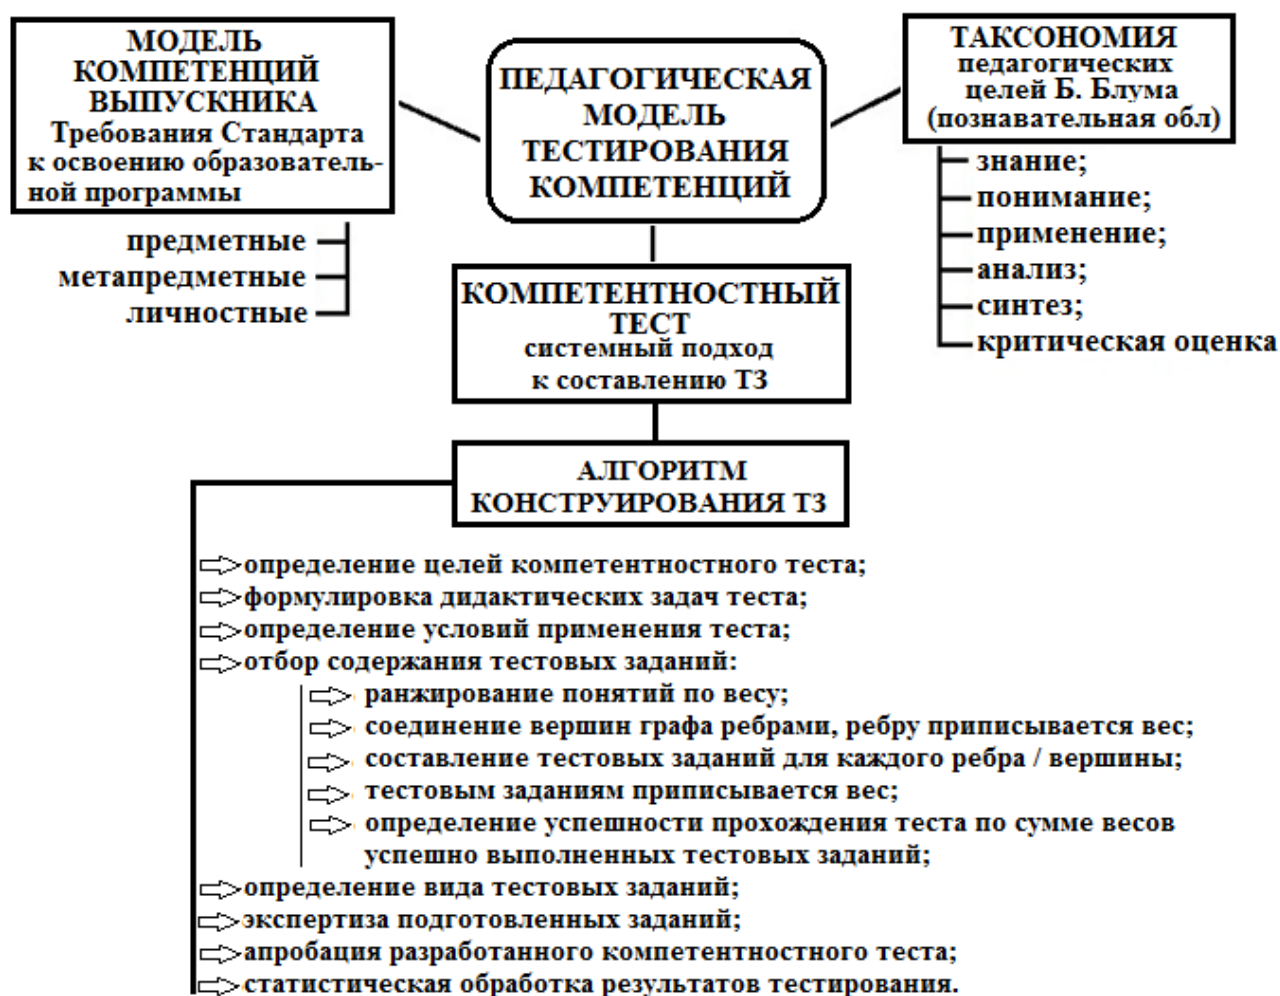 МОДЕЛЬ
КОМПЕТЕНЦИЙ
ВЫПУСКНИКА
Требования Стандарта
к освоению образователь-
ной программы
предметные
метапредметные
личностные
ПЕДАГОГИЧЕСКАЯ
МОДЕЛЬ
ТЕСТИРОВАНИЯ
КОМПЕТЕНЦИЙ
ТАКСОНОМИЯ
педагогических
целей Б. Блума
(познавательная обл)
знание;
понимание;
применение;
анализ;
синтез;
критическая оценка
КОМПЕТЕНТНОСТНЫЙ
ТЕСТ
системный подход
к составлению ТЗ
АЛГОРИТМ
КОНСТРУИРОВАНИЯ ТЗ
определение целей компетентностного теста;
формулировка дидактических задач теста;
определение условий применения теста;
отбор содержания тестовых заданий:
ранжирование понятий по весу;
соединение вершин графа ребрами, ребру приписывается вес;
составление тестовых заданий для каждого ребра / вершины;
тестовым заданиям приписывается вес;
определение успешности прохождения теста по сумме весов
успешно выполненных тестовых заданий;
определение вида тестовых заданий;
экспертиза подготовленных заданий;
апробация разработанного компетентностного теста;
статистическая обработка результатов тестирования.